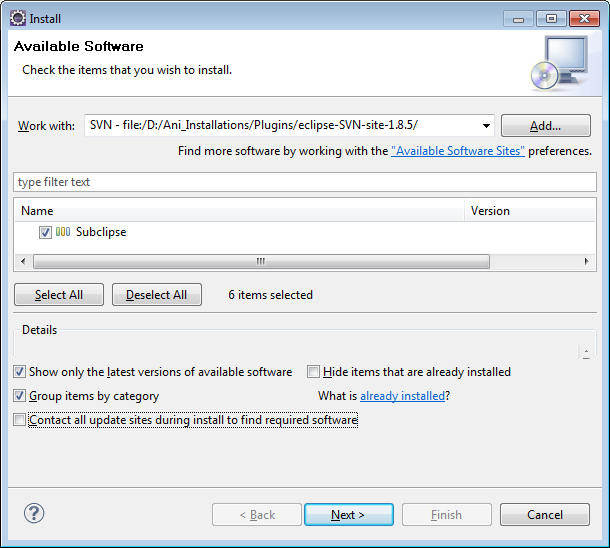 Install
Available Software
Check the items that you wish to install.
Work with: SVN - file:/D:/Ani_Installations/Plugins/eclipse-SVN-site-1.8.5/ Add...
Find more software by working with the "Available Software Sites" preferences.
type filter text
Name Version
Subclipse
Select All Deselect All 6 items selected
Details
Show only the latest versions of available software Hide items that are already installed
Group items by category What is already installed?
Contact all update sites during install to find required software
? < Back Next > Finish Cancel